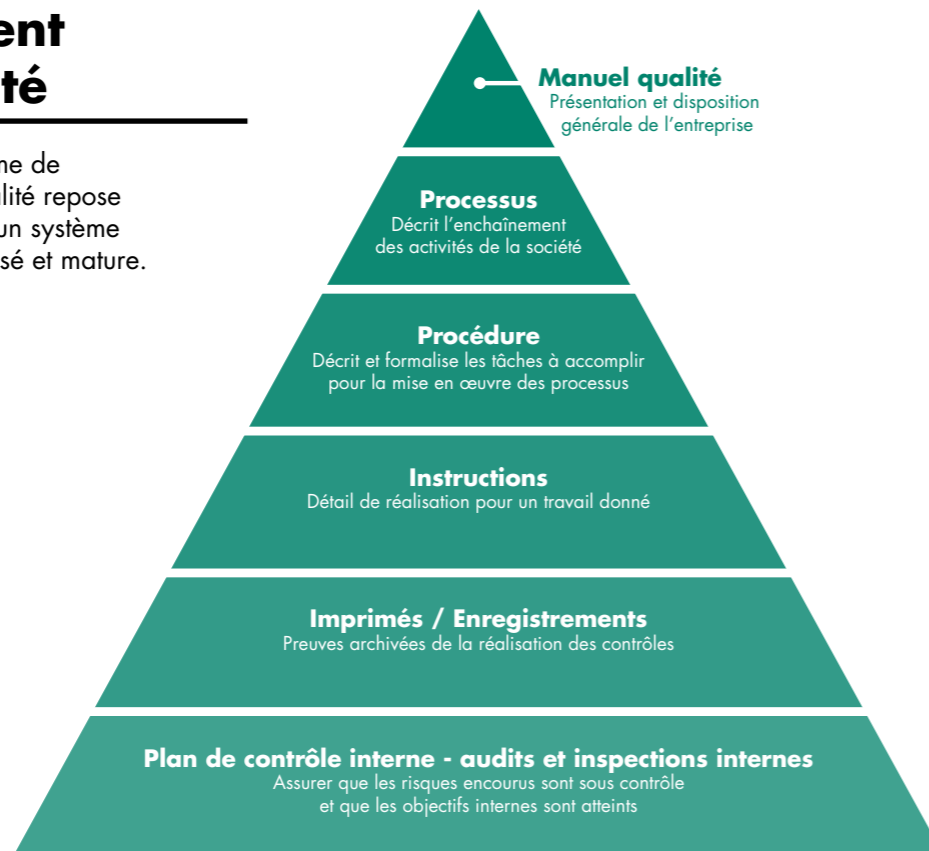 ent
té
me de
lité repose
un système
sé et mature.
Manuel qualité
Présentation et disposition
générale de l’entreprise
Processus
Décrit l’enchaînement
des activités de la société
Procédure
Décrit et formalise les tâches à accomplir
pour la mise en œuvre des processus
Instructions
Détail de réalisation pour un travail donné
Imprimés / Enregistrements
Preuves archivées de la réalisation des contrôles
Plan de contrôle interne - audits et inspections internes
Assurer que les risques encourus sont sous contrôle
et que les objectifs internes sont atteints